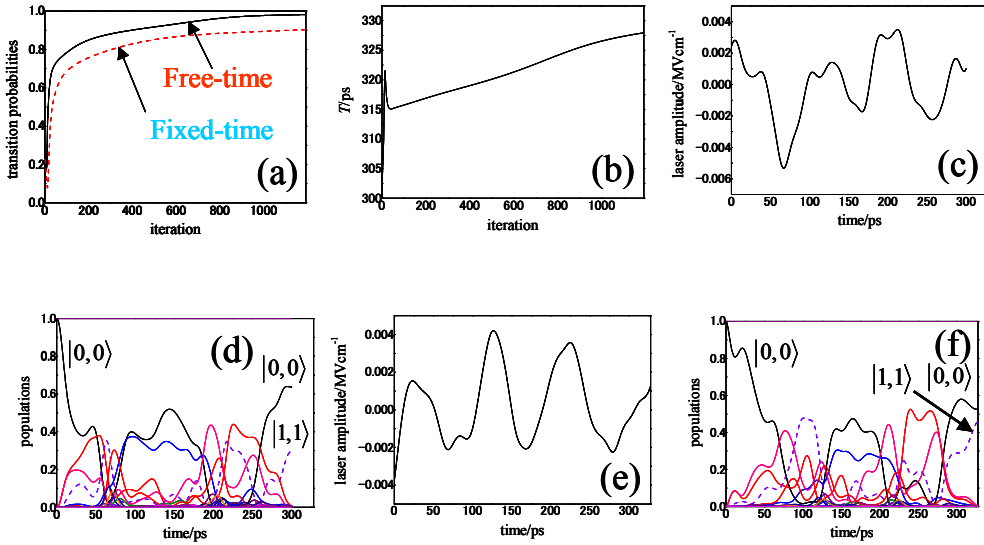 1.0
0.8
0.6
0.4
0.2
0.0
transition probabilities
0 200 400 600 800 1000
iteration
Free-time
Fixed-time
(a)
330
325
320
315
310
305
300
T/ps
0 200 400 600 800 1000
iteration
(b)
0.004
0.002
0.000
−0.002
−0.004
−0.006
laser amplitude/MVcm⁻¹
0 50 100 150 200 250 300
time/ps
(c)
1.0
0.8
0.6
0.4
0.2
0.0
populations
0 50 100 150 200 250 300
time/ps
|0,0⟩
(d)
|0,0⟩
|1,1⟩
0.004
0.002
0.000
−0.002
−0.004
laser amplitude/MVcm⁻¹
0 50 100 150 200 250 300
time/ps
(e)
1.0
0.8
0.6
0.4
0.2
0.0
populations
0 50 100 150 200 250 300
time/ps
|0,0⟩
(f)
|1,1⟩ |0,0⟩